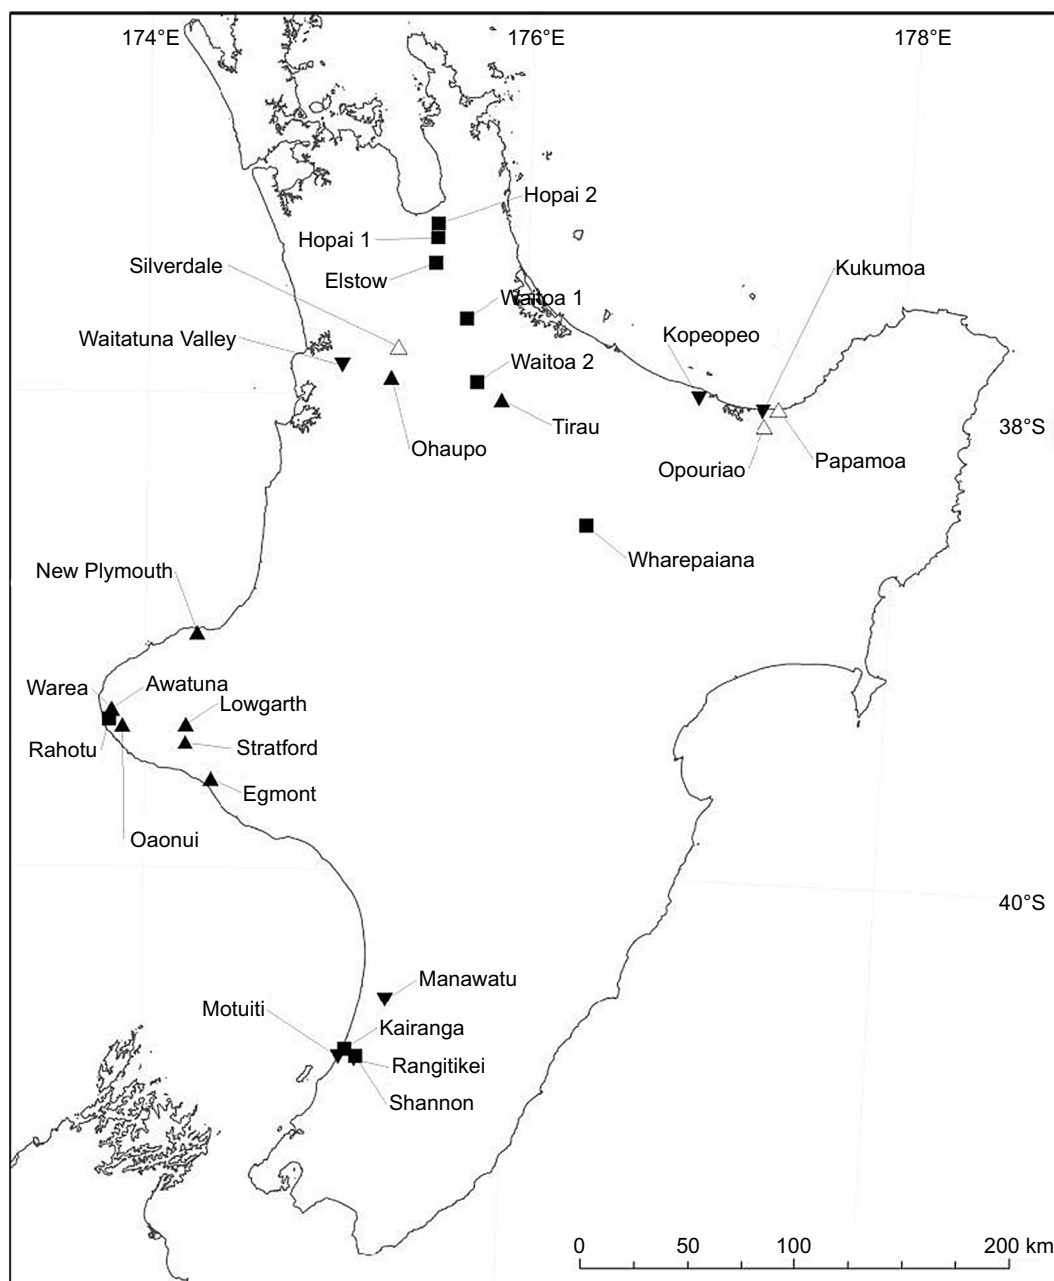 174°E 176°E 178°E
Hopai 2
Hopai 1
Silverdale
Elstow
Kukumoa
Waitoa 1
Waitatuna Valley
Kopeopeo
Waitoa 2
Tirau
38°S
Ohaupo
Opouriao
Papamoa
Wharepaiana
New Plymouth
Warea
Awatuna
Lowgarth
Rahotu
Stratford
Egmont
Oaonui
40°S
Manawatu
Motuiti
Kairanga
Rangitikei
Shannon
0 50 100 200 km